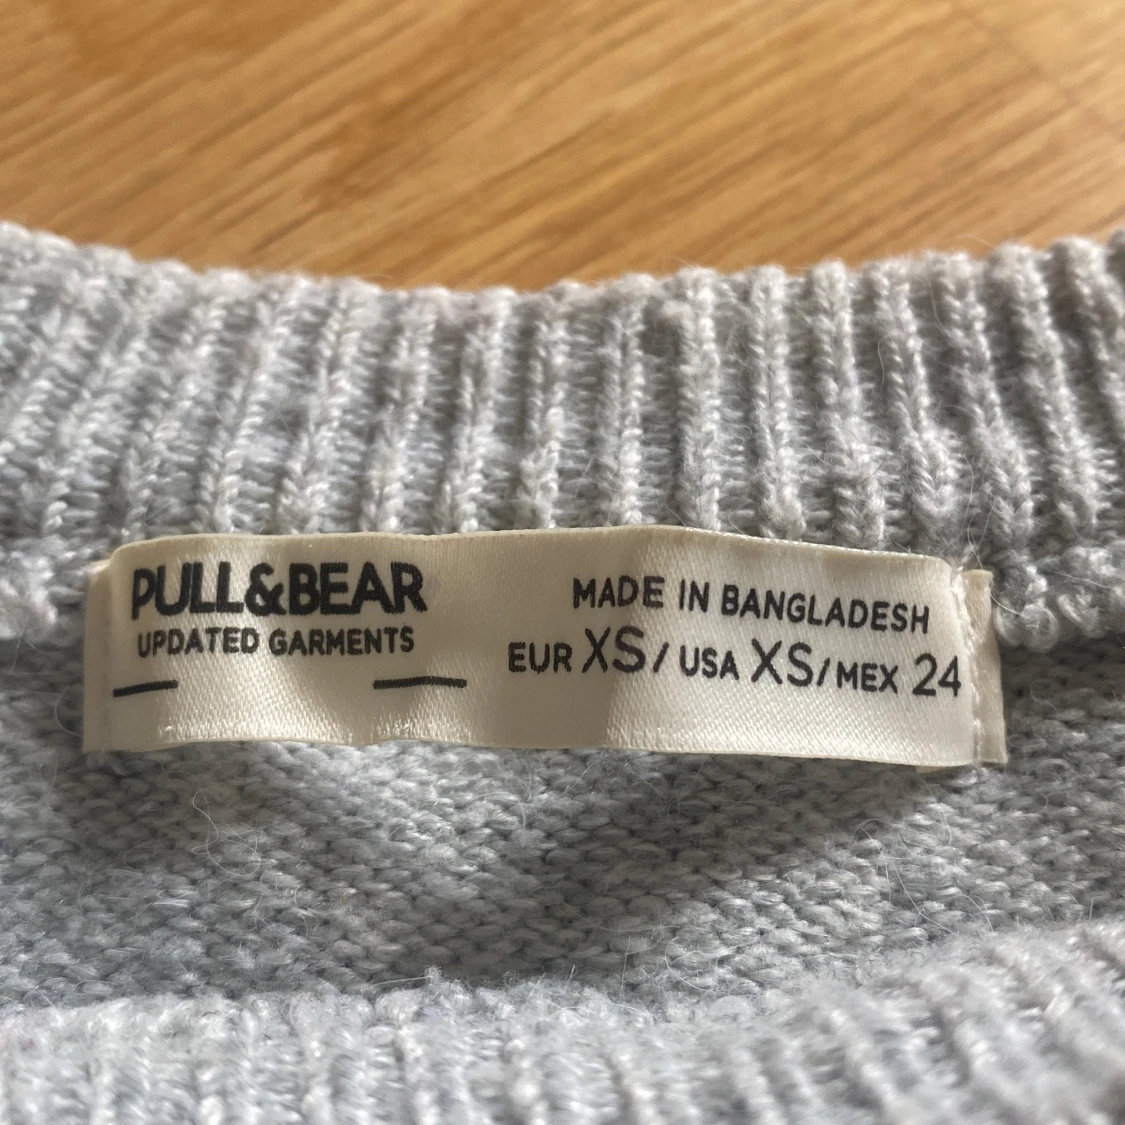 PULL&BEAR
UPDATED GARMENTS
MADE IN BANGLADESH
EUR XS / USA XS / MEX 24